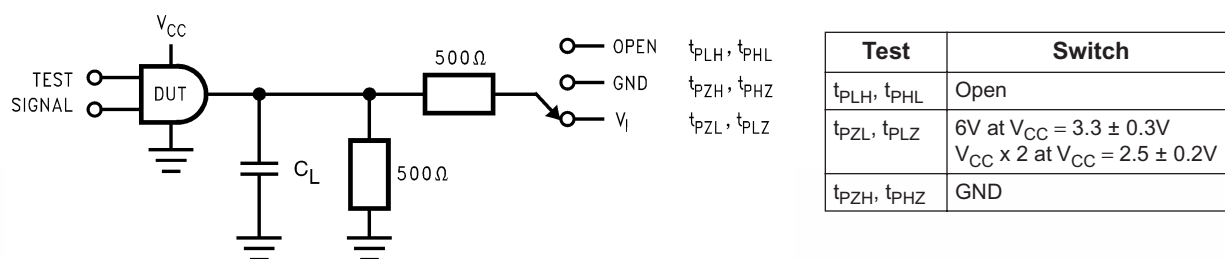 V_CC
TEST
SIGNAL
DUT
C_L
500Ω
500Ω
OPEN t_PLH, t_PHL
GND t_PZH, t_PHZ
V_I t_PZL, t_PLZ
Test Switch
t_PLH, t_PHL Open
t_PZL, t_PLZ 6V at V_CC = 3.3 ± 0.3V
V_CC x 2 at V_CC = 2.5 ± 0.2V
t_PZH, t_PHZ GND